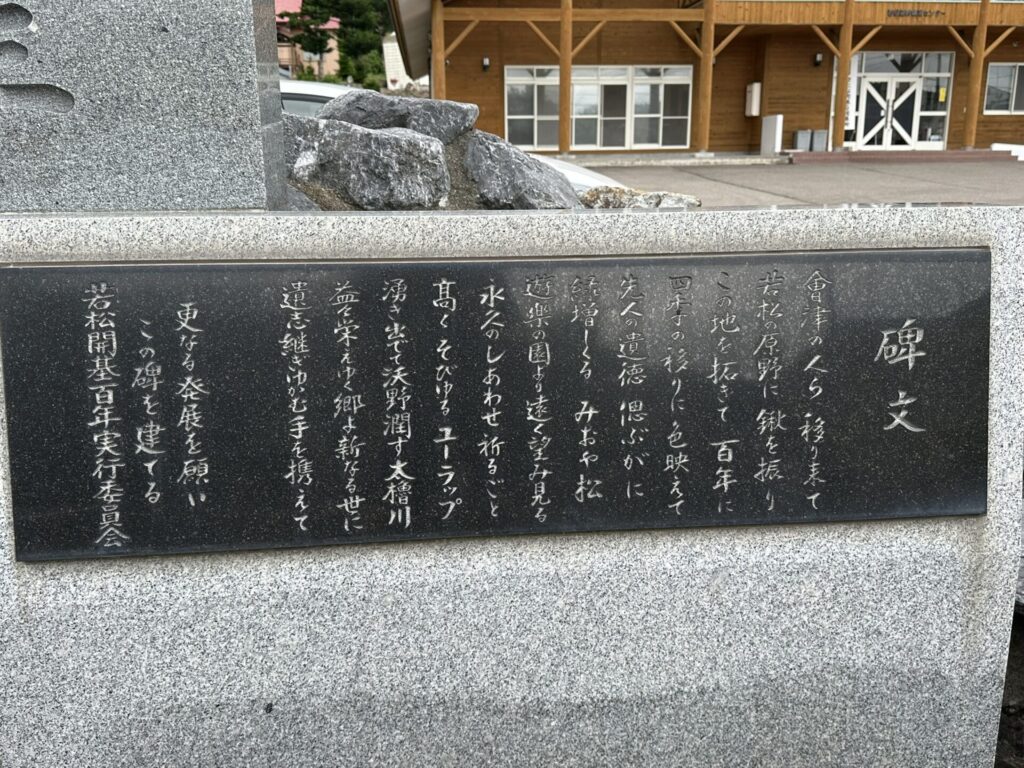 碑文
會津の人ら 移り来て
若松の原野に 鍬を振り
この地を拓きて 百年に
四季の移りに 色映えて
先人の遺徳 偲ぶがに
緑増しくる みおや松
遊楽の園より遠く望み見る
永久のしあわせ祈るごと
高くそびゆる ユーラップ
湧き出でて沃野潤す太櫓川
益々栄えゆく郷よ新なる世に
遺志継ぎゆかむ手を携えて
更なる発展を願い
この碑を建てる
若松開基百年実行委員会